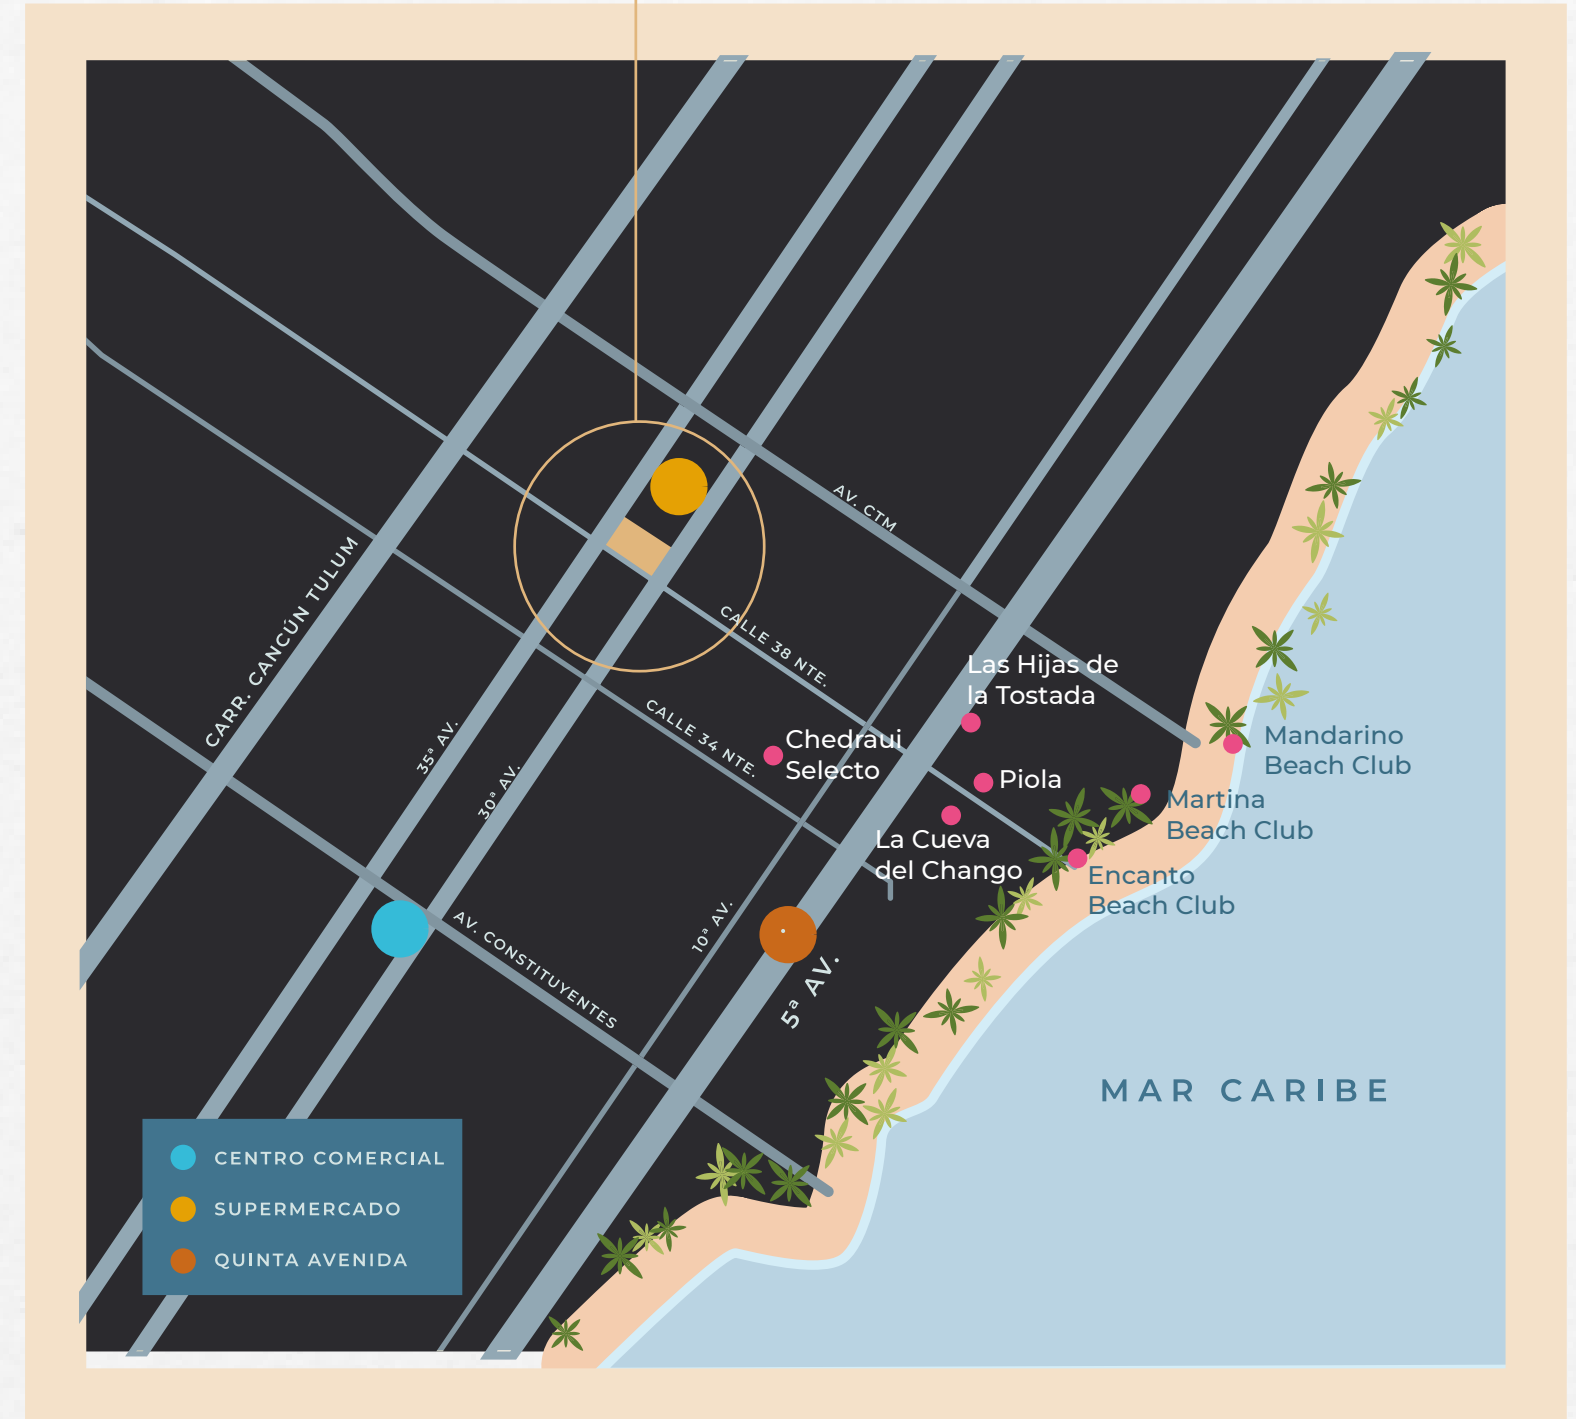 AV. CTM
CARR. CANCÚN TULUM
CALLE 38 NTE.
Las Hijas de
la Tostada
35ª AV.
CALLE 34 NTE.
Chedraui
Selecto
Mandarino
Beach Club
30ª AV.
Piola
Martina
Beach Club
La Cueva
del Chango
Encanto
Beach Club
AV. CONSTITUYENTES
10ª AV.
5ª AV.
MAR CARIBE
CENTRO COMERCIAL
SUPERMERCADO
QUINTA AVENIDA